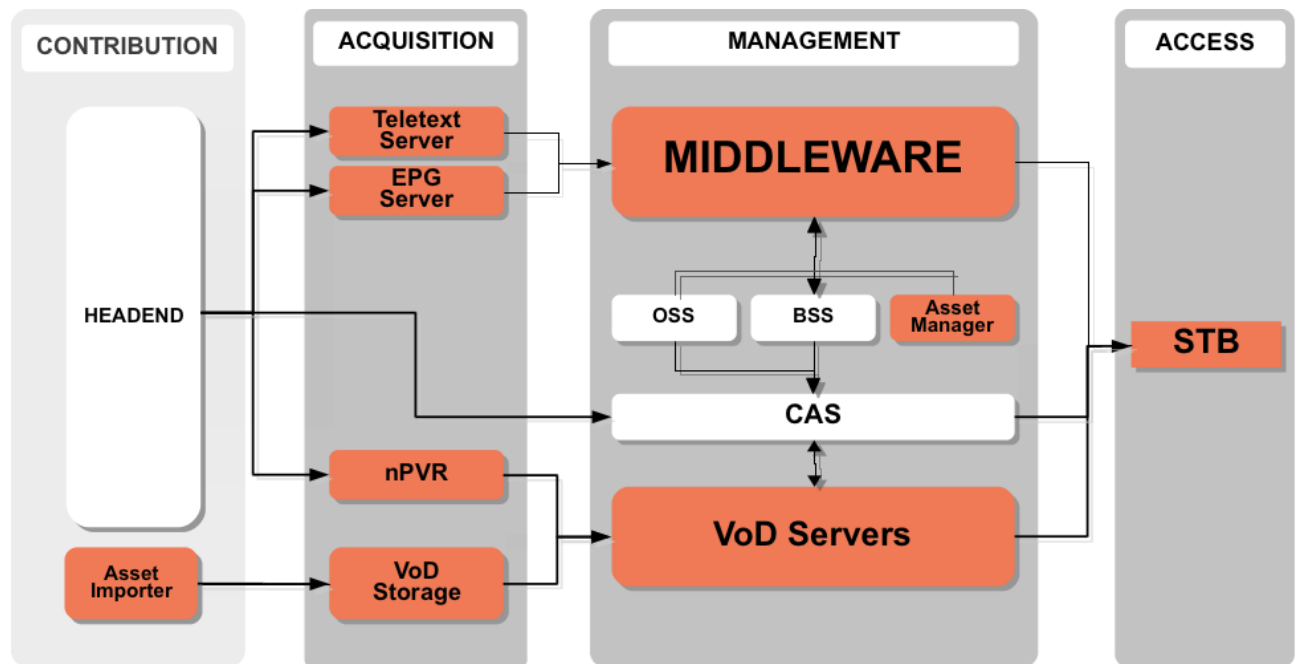 CONTRIBUTION
HEADEND
Asset
Importer
ACQUISITION
Teletext
Server
EPG
Server
nPVR
VoD
Storage
MANAGEMENT
MIDDLEWARE
OSS
BSS
Asset
Manager
CAS
VoD Servers
ACCESS
STB